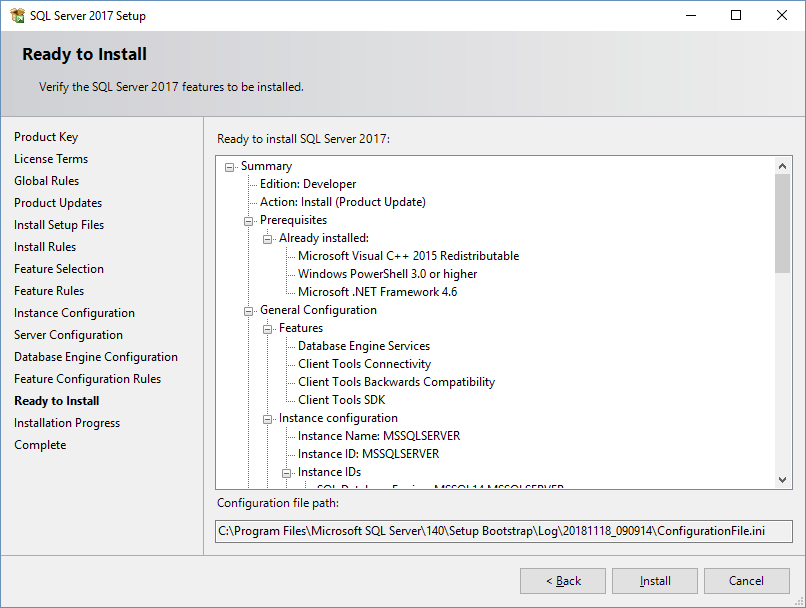 SQL Server 2017 Setup
Ready to Install
Verify the SQL Server 2017 features to be installed.
Product Key
License Terms
Global Rules
Product Updates
Install Setup Files
Install Rules
Feature Selection
Feature Rules
Instance Configuration
Server Configuration
Database Engine Configuration
Feature Configuration Rules
Ready to Install
Installation Progress
Complete
Ready to install SQL Server 2017:
Summary
Edition: Developer
Action: Install (Product Update)
Prerequisites
Already installed:
Microsoft Visual C++ 2015 Redistributable
Windows PowerShell 3.0 or higher
Microsoft .NET Framework 4.6
General Configuration
Features
Database Engine Services
Client Tools Connectivity
Client Tools Backwards Compatibility
Client Tools SDK
Instance configuration
Instance Name: MSSQLSERVER
Instance ID: MSSQLSERVER
Instance IDs
SQL Database Engine: MSSQL14.MSSQLSERVER
Configuration file path:
C:\Program Files\Microsoft SQL Server\140\Setup Bootstrap\Log\20181118_090914\ConfigurationFile.ini
< Back
Install
Cancel